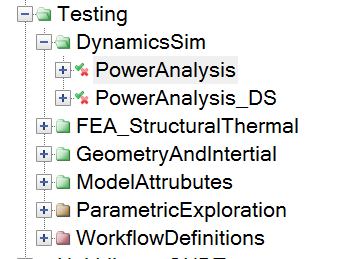 Testing
DynamicsSim
PowerAnalysis
PowerAnalysis_DS
FEA_StructuralThermal
GeometryAndIntertial
ModelAttrubutes
ParametricExploration
WorkflowDefinitions